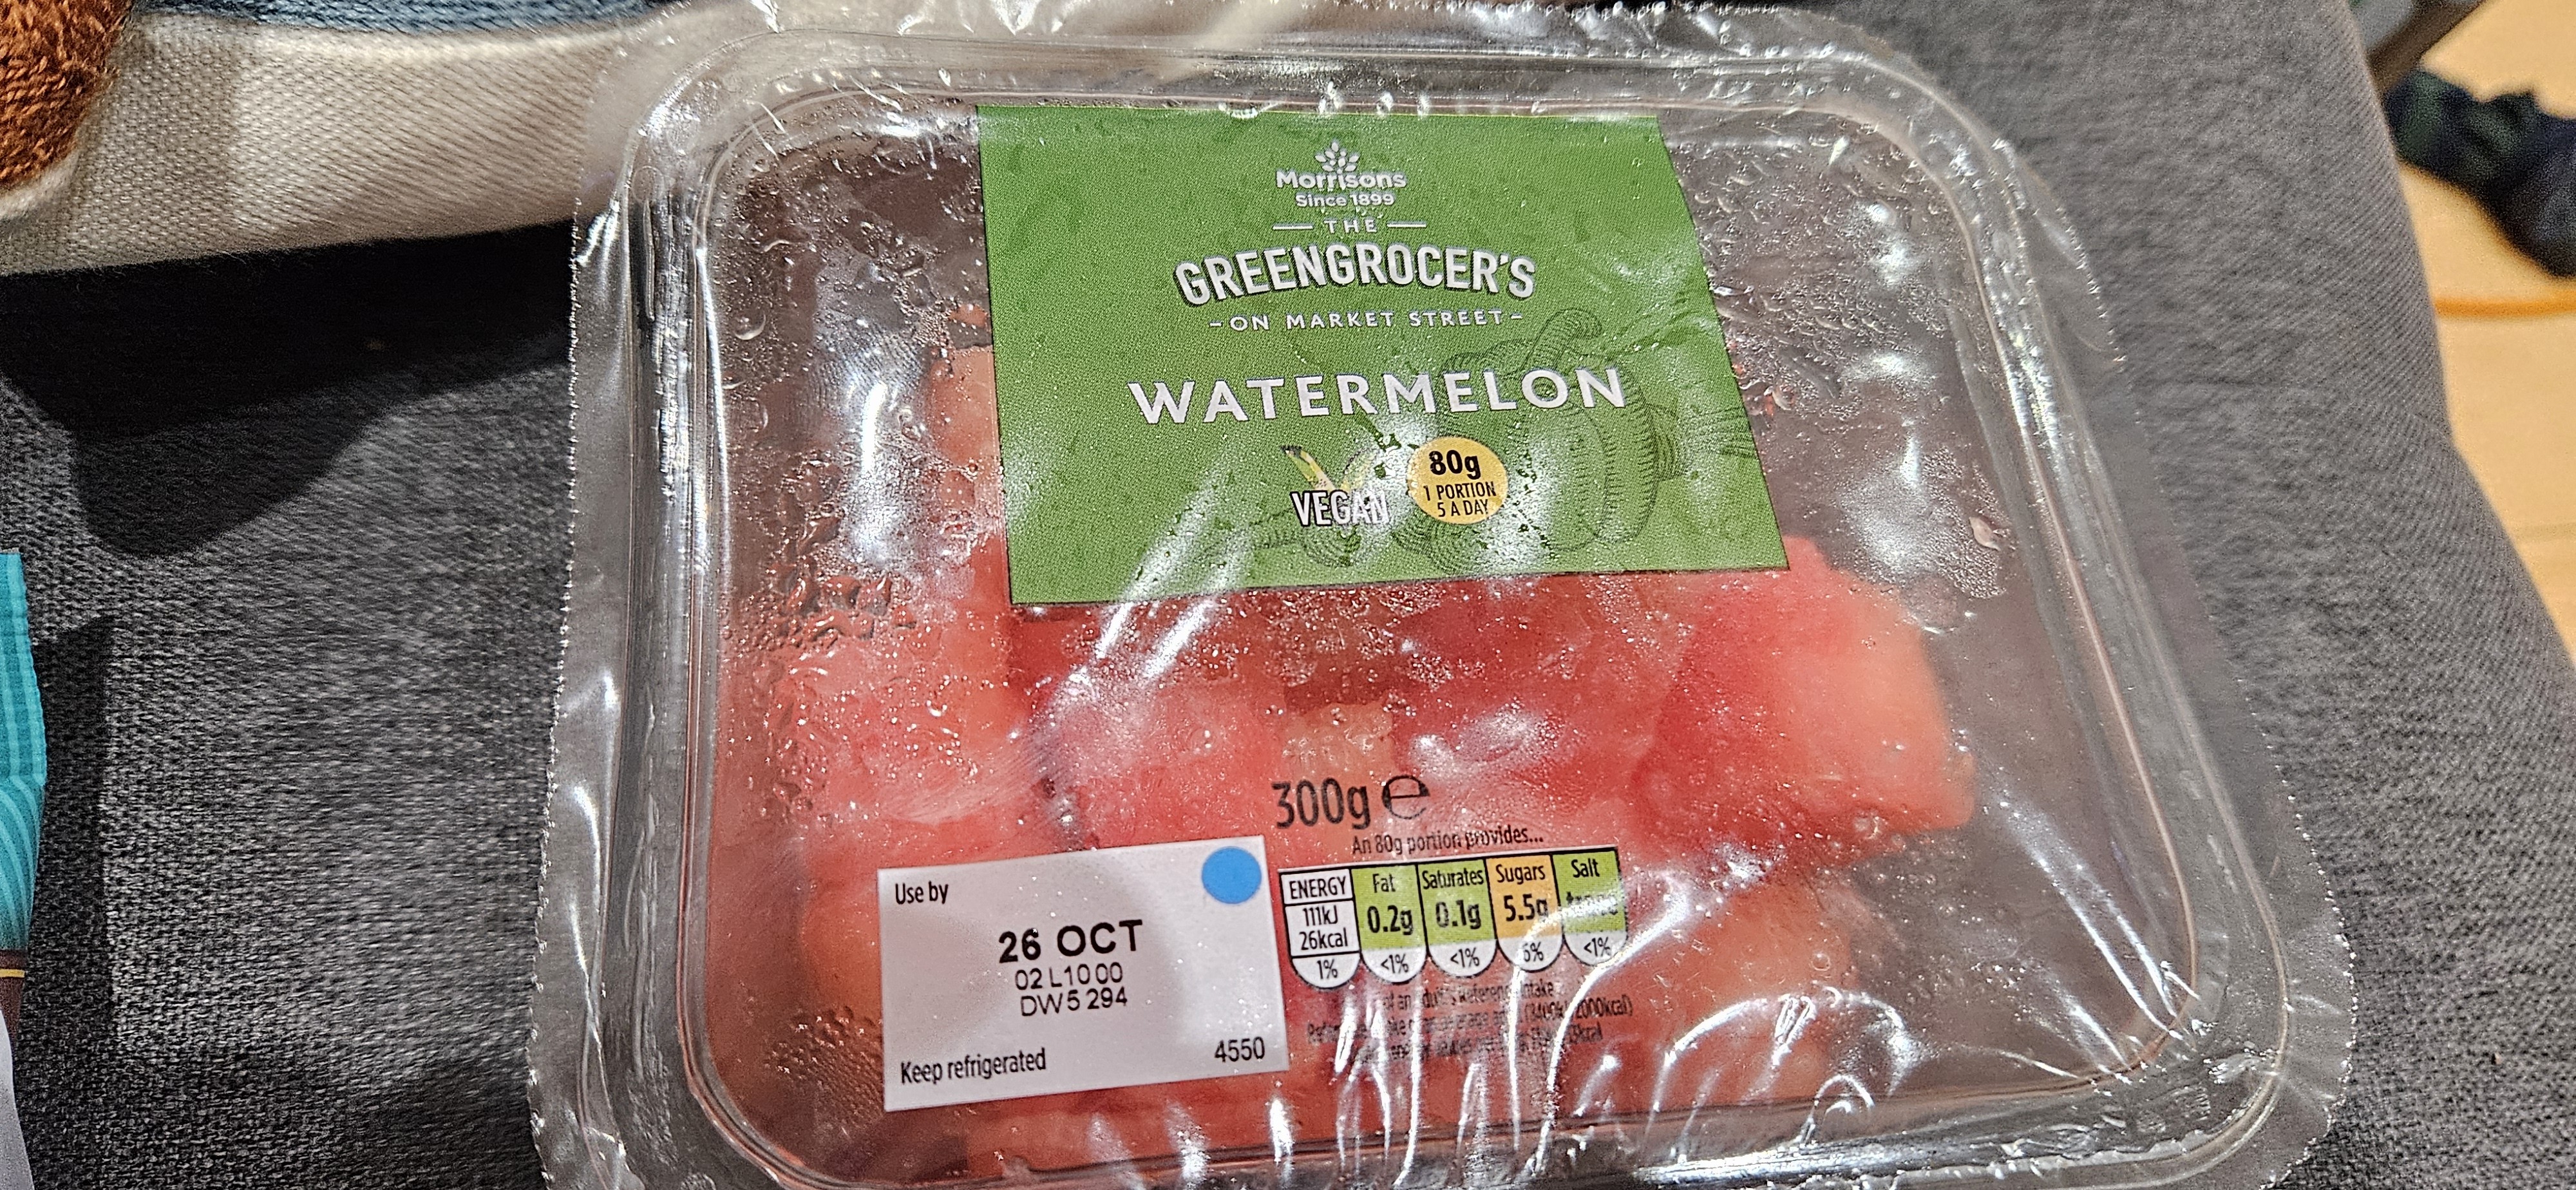 Morrisons
Since 1899
THE
GREENGROCER'S
-ON MARKET STREET-
WATERMELON
VEGAN
80g
1 PORTION
5 A DAY
300g e
An 80g portion provides...
Use by
26 OCT
02 L1000
DW5 294
Keep refrigerated
4550
ENERGY Fat Saturates Sugars Salt
111kJ
26kcal
0.2g 0.1g 5.5g
1% <1% <1% 6% <1%